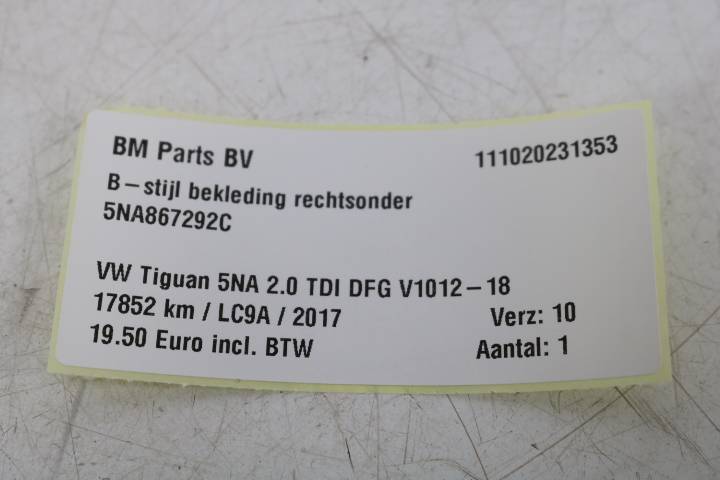 BM Parts BV 111020231353
B-stijl bekleding rechtsonder
5NA867292C
VW Tiguan 5NA 2.0 TDI DFG V1012-18
17852 km / LC9A / 2017 Verz: 10
19.50 Euro incl. BTW Aantal: 1